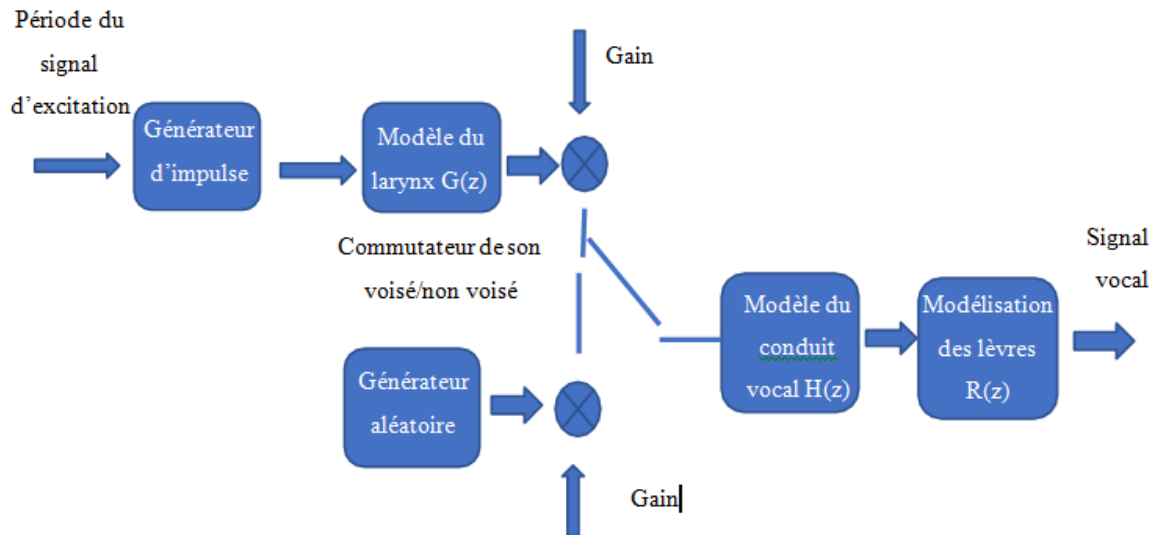 Période du
signal
d'excitation
Gain
Générateur
d'impulse
Modèle du
larynx G(z)
Commutateur de son
voisé/non voisé
Signal
vocal
Modèle du
conduit
vocal H(z)
Modélisation
des lèvres
R(z)
Générateur
aléatoire
Gain